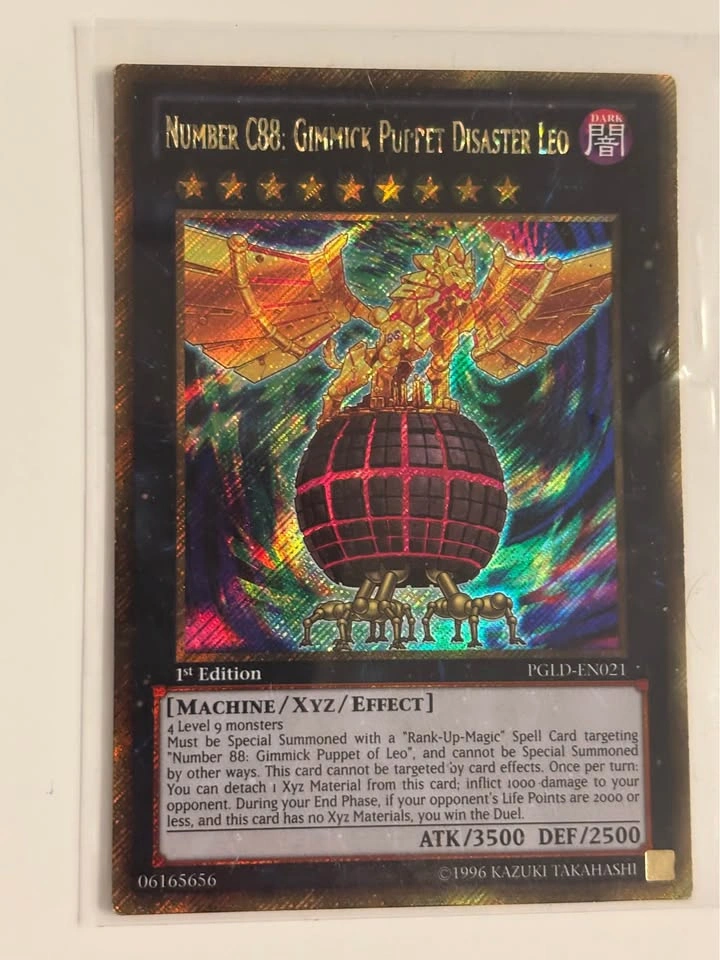 NUMBER C88: GIMMICK PUPPET DISASTER LEO
DARK
闇
1st Edition
PGLD-EN021
[MACHINE/XYZ/EFFECT]
4 Level 9 monsters
Must be Special Summoned with a "Rank-Up-Magic" Spell Card targeting
"Number 88: Gimmick Puppet of Leo", and cannot be Special Summoned
by other ways. This card cannot be targeted by card effects. Once per turn:
You can detach 1 Xyz Material from this card; inflict 1000 damage to your
opponent. During your End Phase, if your opponent's Life Points are 2000 or
less, and this card has no Xyz Materials, you win the Duel.
ATK/3500 DEF/2500
06165656
©1996 KAZUKI TAKAHASHI